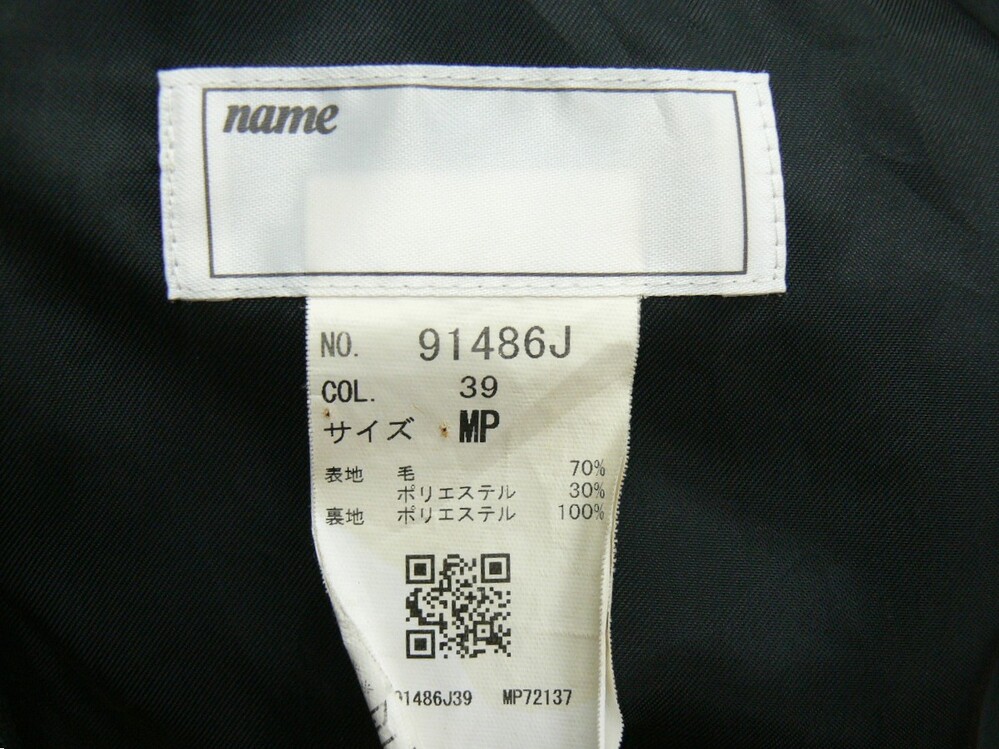 name
NO. 91486J
COL. 39
サイズ MP
表地 毛 70%
ポリエステル 30%
裏地 ポリエステル 100%
91486J39 MP72137